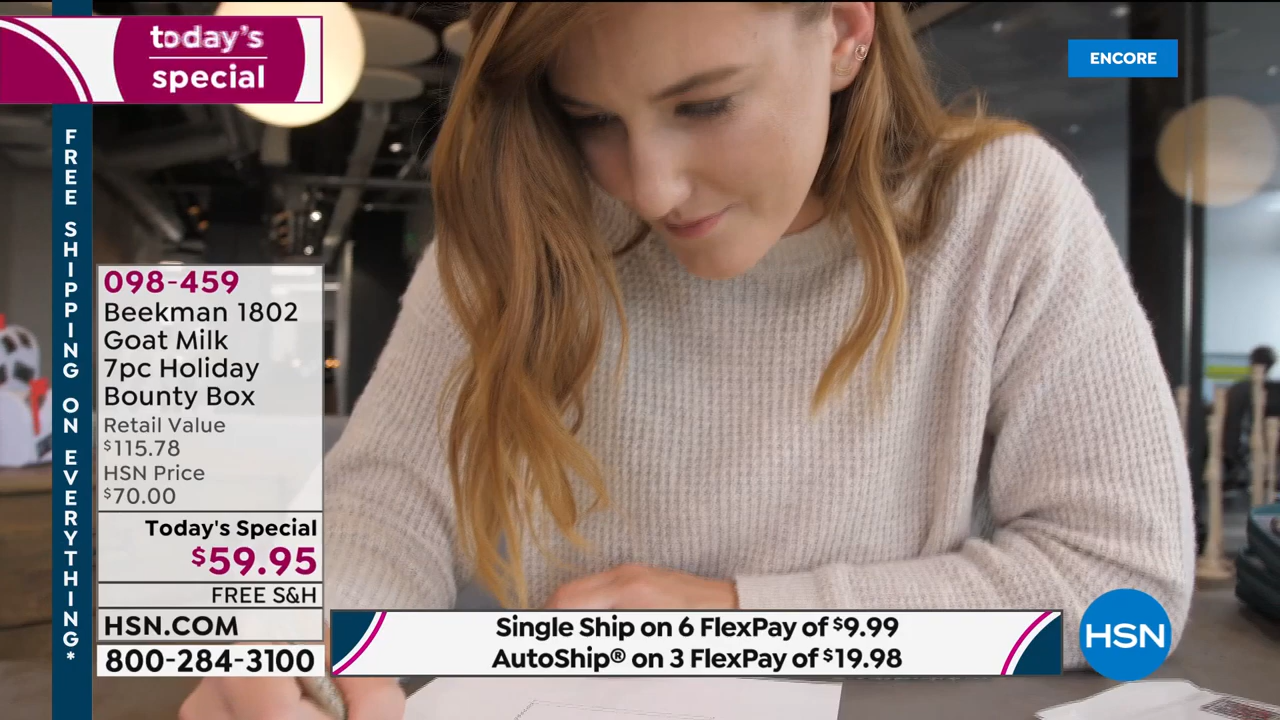 today's
special
ENCORE
FREE SHIPPING ON EVERYTHING*
098-459
Beekman 1802
Goat Milk
7pc Holiday
Bounty Box
Retail Value
$115.78
HSN Price
$70.00
Today's Special
$59.95
FREE S&H
HSN.COM
800-284-3100
Single Ship on 6 FlexPay of $9.99
AutoShip® on 3 FlexPay of $19.98
HSN